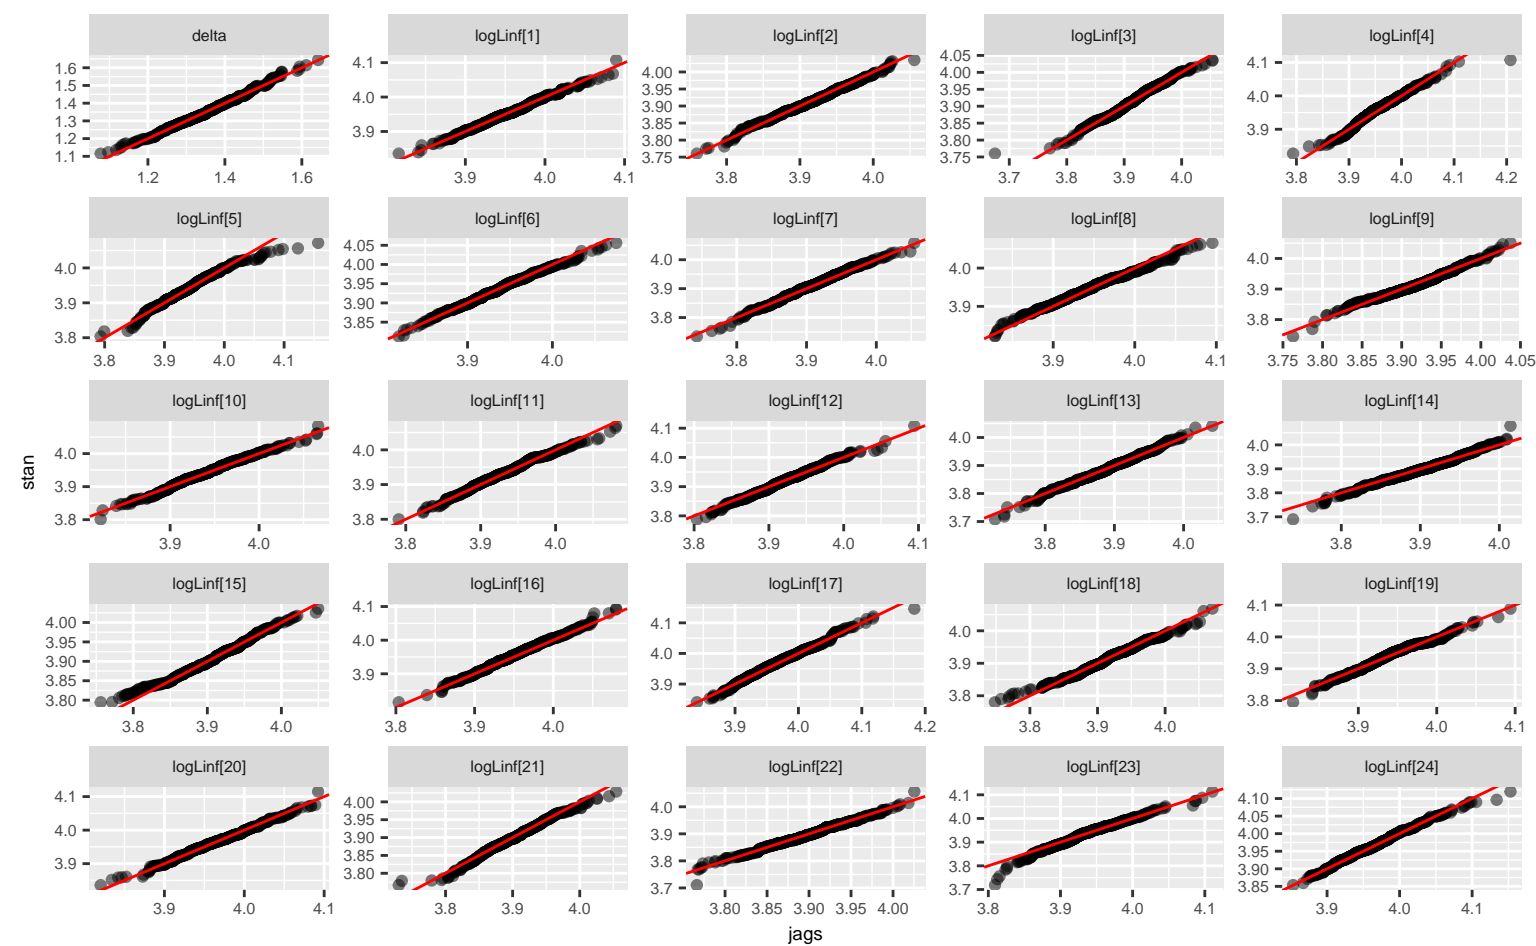 delta logLinf[1] logLinf[2] logLinf[3] logLinf[4]
1.6 1.5 1.4 1.3 1.2 1.1
4.1 4.0 3.9
4.00 3.95 3.90 3.85 3.80 3.75
4.05 4.00 3.95 3.90 3.85 3.80 3.75
4.1 4.0 3.9
1.2 1.4 1.6 3.9 4.0 4.1 3.8 3.9 4.0 3.7 3.8 3.9 4.0 3.8 3.9 4.0 4.1 4.2
logLinf[5] logLinf[6] logLinf[7] logLinf[8] logLinf[9]
4.0 3.9 3.8
4.05 4.00 3.95 3.90 3.85
4.0 3.9 3.8
4.0 3.9
4.0 3.9 3.8
3.8 3.9 4.0 4.1 3.9 4.0 3.8 3.9 4.0 3.9 4.0 4.1 3.75 3.80 3.85 3.90 3.95 4.00 4.05
logLinf[10] logLinf[11] logLinf[12] logLinf[13] logLinf[14]
4.0 3.9 3.8
4.0 3.9 3.8
4.1 4.0 3.9 3.8
4.0 3.9 3.8 3.7
4.0 3.9 3.8 3.7
3.9 4.0 3.8 3.9 4.0 3.8 3.9 4.0 4.1 3.8 3.9 4.0 3.8 3.9 4.0
stan
logLinf[15] logLinf[16] logLinf[17] logLinf[18] logLinf[19]
4.00 3.95 3.90 3.85 3.80
4.1 4.0 3.9
4.1 4.0 3.9
4.0 3.9 3.8
4.1 4.0 3.9 3.8
3.8 3.9 4.0 3.8 3.9 4.0 3.9 4.0 4.1 4.2 3.8 3.9 4.0 3.9 4.0 4.1
logLinf[20] logLinf[21] logLinf[22] logLinf[23] logLinf[24]
4.1 4.0 3.9
4.00 3.95 3.90 3.85 3.80
4.0 3.9 3.8 3.7
4.1 4.0 3.9 3.8 3.7
4.10 4.05 4.00 3.95 3.90 3.85
3.9 4.0 4.1 3.8 3.9 4.0 3.80 3.85 3.90 3.95 4.00 3.8 3.9 4.0 4.1 3.9 4.0 4.1
jags